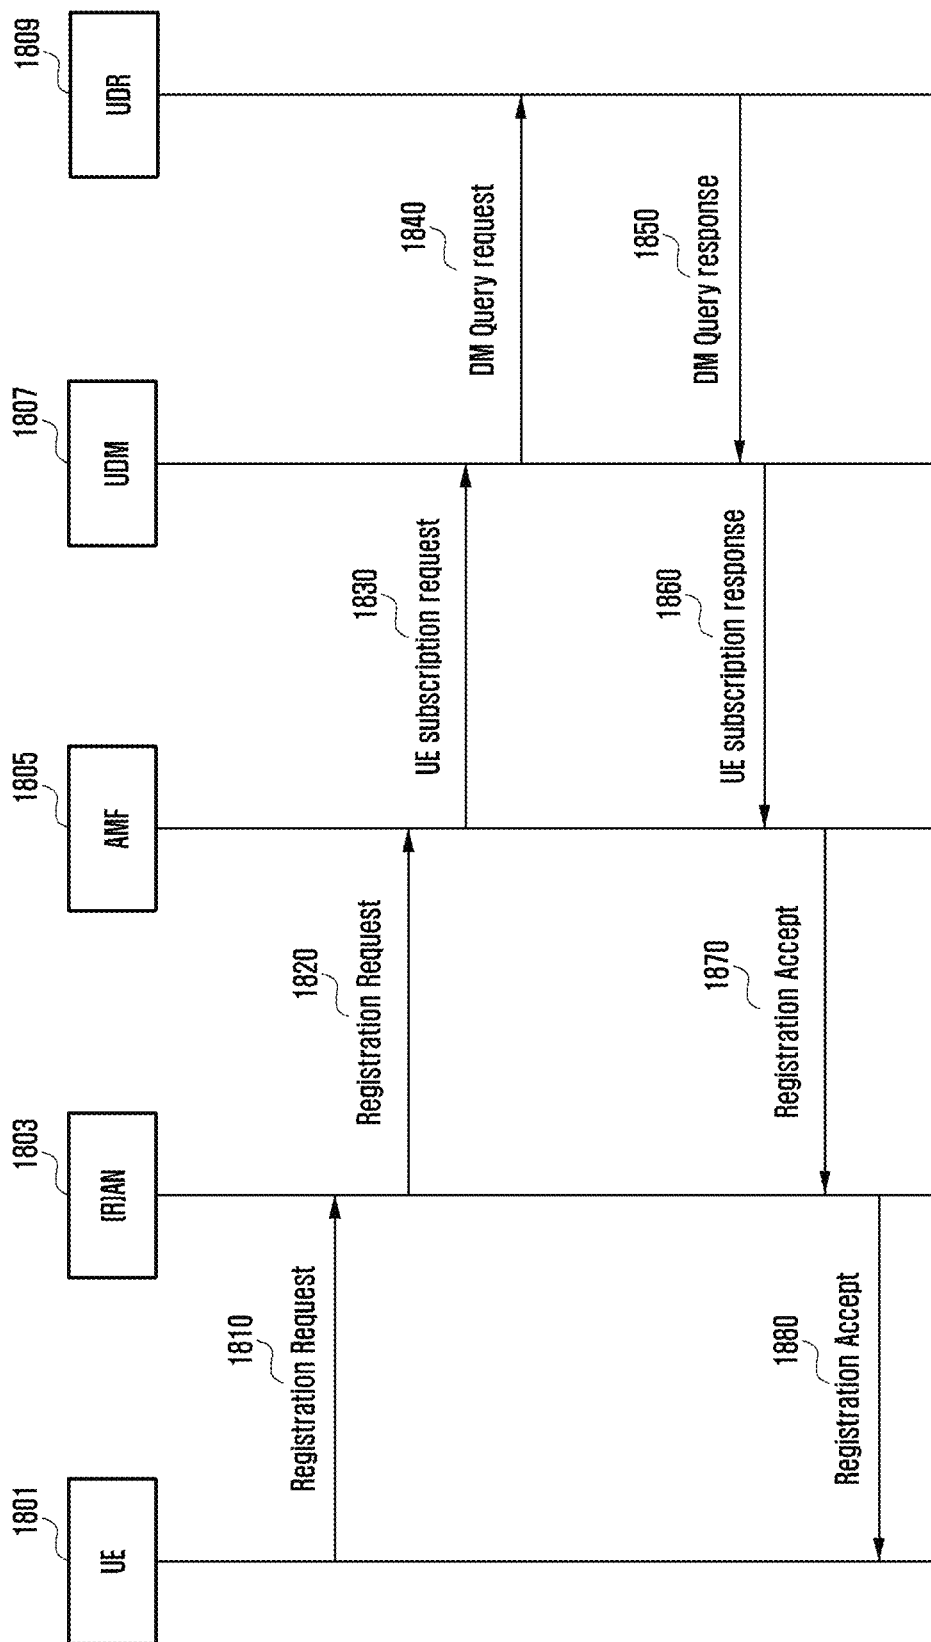 1801
UE
1803
[R]AN
1805
AMF
1807
UDM
1809
UDR
1810
Registration Request
1820
Registration Request
1830
UE subscription request
1840
DM Query request
1850
DM Query response
1860
UE subscription response
1870
Registration Accept
1880
Registration Accept